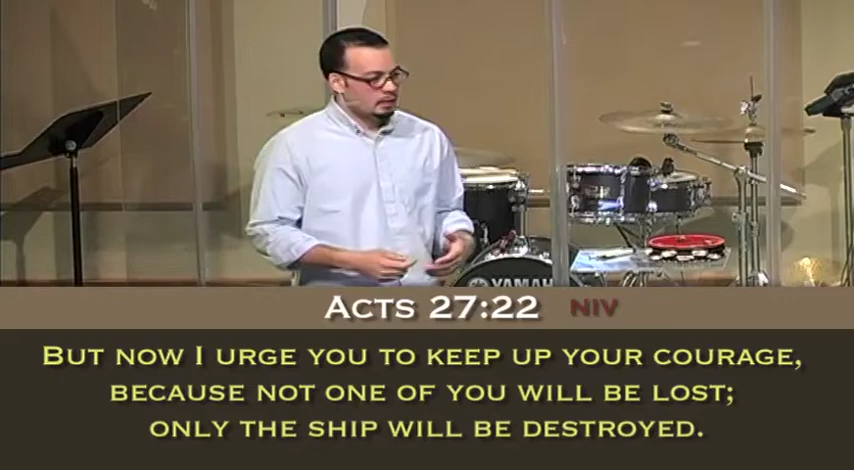 YAMAHA
ACTS 27:22 NIV
BUT NOW I URGE YOU TO KEEP UP YOUR COURAGE,
BECAUSE NOT ONE OF YOU WILL BE LOST;
ONLY THE SHIP WILL BE DESTROYED.